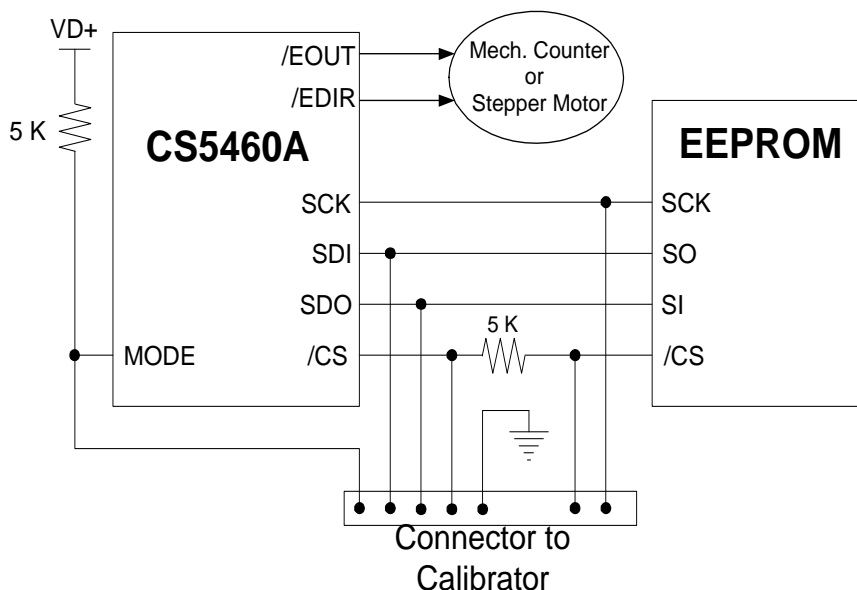 VD+
5 K
CS5460A
/EOUT
/EDIR
SCK
SDI
SDO
/CS
MODE
Mech. Counter
or
Stepper Motor
5 K
EEPROM
SCK
SO
SI
/CS
Connector to
Calibrator